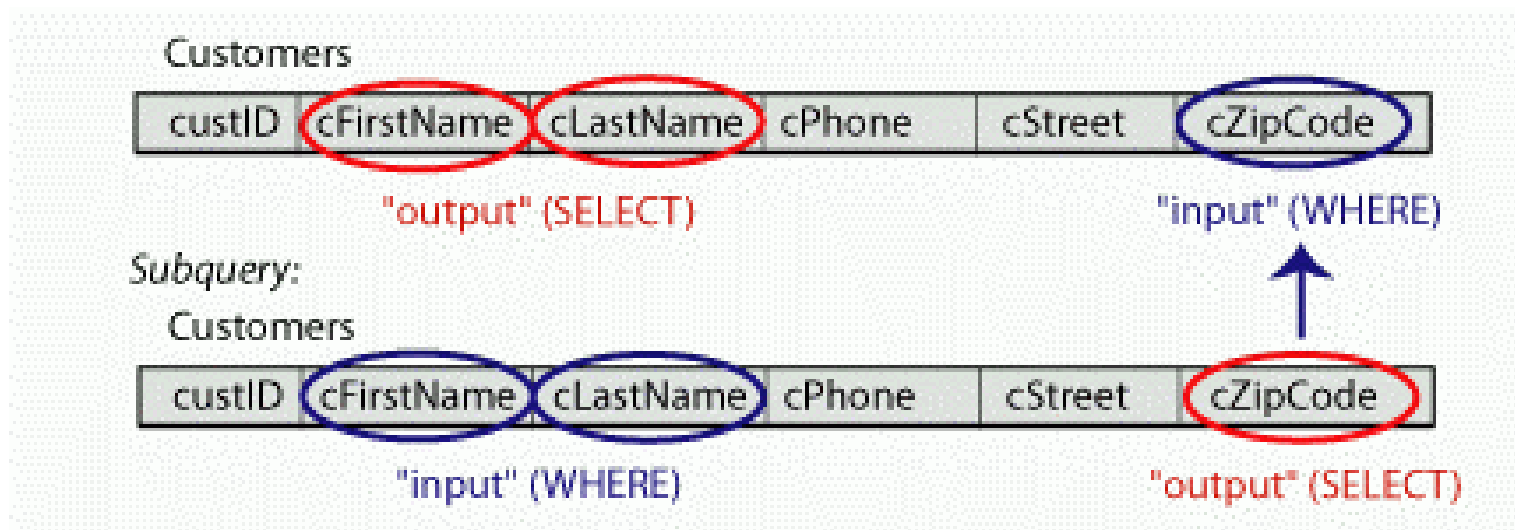 Customers
custID cFirstName cLastName cPhone cStreet cZipCode
"output" (SELECT) "input" (WHERE)
Subquery:
Customers
custID cFirstName cLastName cPhone cStreet cZipCode
"input" (WHERE) "output" (SELECT)